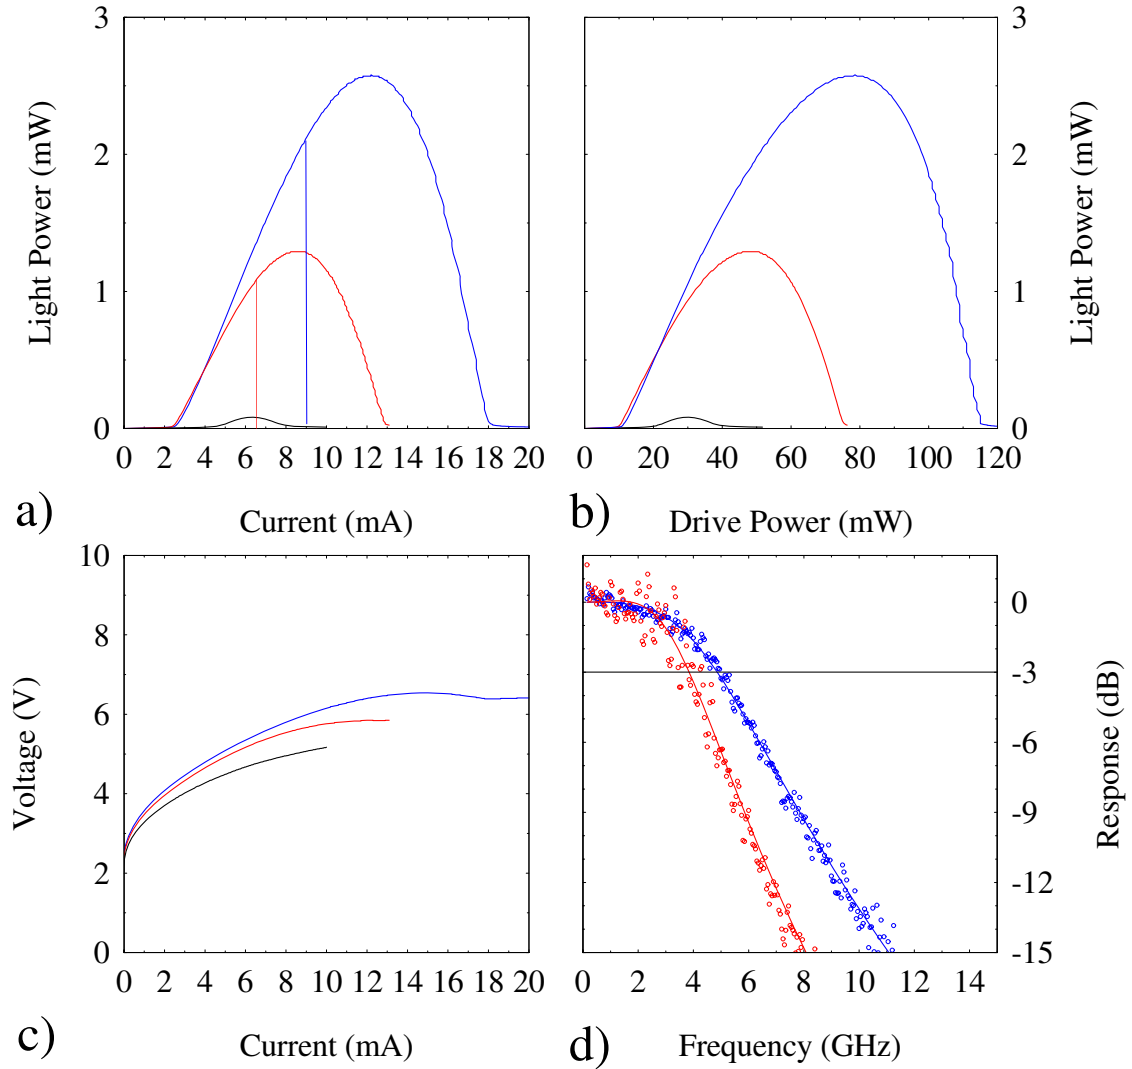 3
2
1
0
Light Power (mW)
0 2 4 6 8 10 12 14 16 18 20
a)
Current (mA)
3
2
1
0
Light Power (mW)
20 40 60 80 100 120
b)
Drive Power (mW)
10
8
6
4
2
0
Voltage (V)
0 2 4 6 8 10 12 14 16 18 20
c)
Current (mA)
0
-3
-6
-9
-12
-15
Response (dB)
0 2 4 6 8 10 12 14
d)
Frequency (GHz)